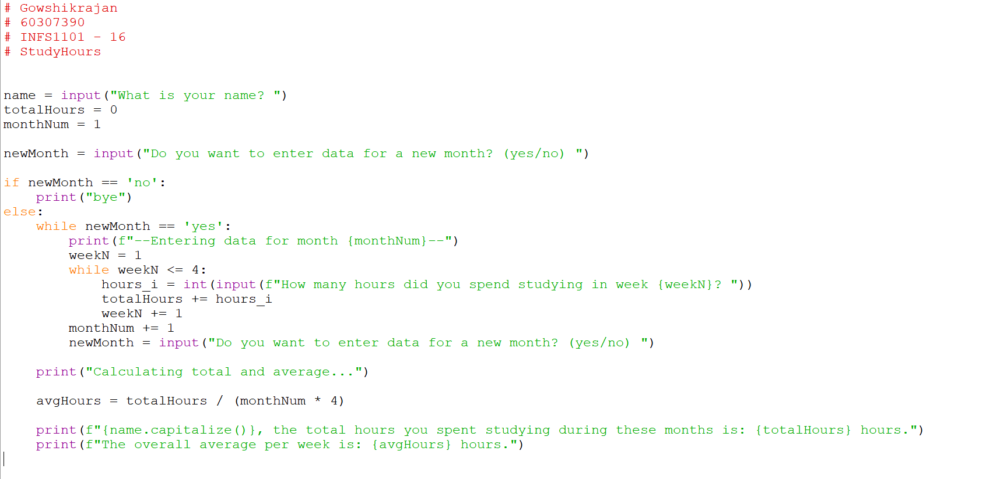 # Gowshikrajan
# 60307390
# INFS1101 - 16
# StudyHours
name = input("What is your name? ")
totalHours = 0
monthNum = 1
newMonth = input("Do you want to enter data for a new month? (yes/no) ")
if newMonth == 'no':
    print("bye")
else:
    while newMonth == 'yes':
        print(f"--Entering data for month {monthNum}--")
        weekN = 1
        while weekN <= 4:
            hours_i = int(input(f"How many hours did you spend studying in week {weekN}? "))
            totalHours += hours_i
            weekN += 1
        monthNum += 1
        newMonth = input("Do you want to enter data for a new month? (yes/no) ")
    print("Calculating total and average...")
    avgHours = totalHours / (monthNum * 4)
    print(f"{name.capitalize()}, the total hours you spent studying during these months is: {totalHours} hours.")
    print(f"The overall average per week is: {avgHours} hours.")